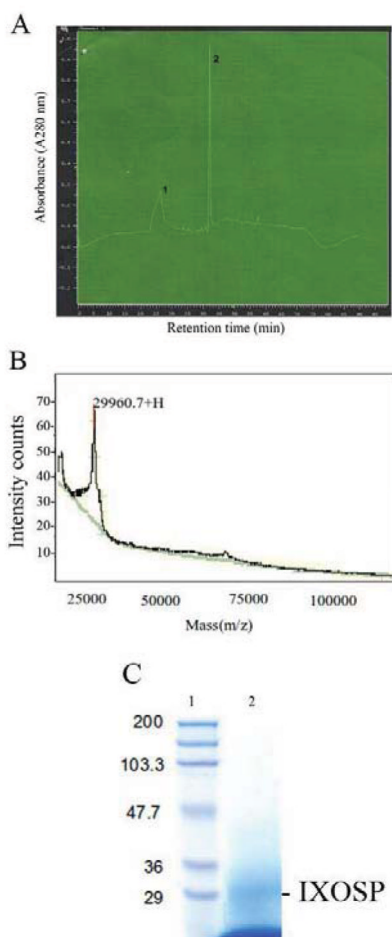 A
Absorbance (A280 nm)
2
1
Retention time (min)
B
29960.7+H
Intensity counts
70
60
50
40
30
20
10
25000 50000 75000 100000
Mass(m/z)
C
1 2
200
103.3
47.7
36
29
- IXOSP